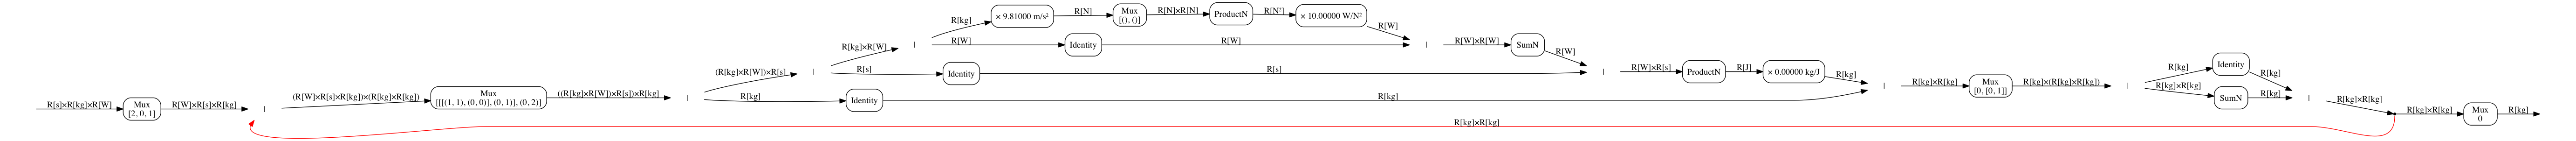 R[s]×R[kg]×R[W]
Mux
[2, 0, 1]
R[W]×R[s]×R[kg]
|
(R[W]×R[s]×R[kg])×(R[kg]×R[kg])
Mux
[[[(1, 1), (0, 0)], (0, 1)], (0, 2)]
((R[kg]×R[W])×R[s])×R[kg]
|
(R[kg]×R[W])×R[s]
R[kg]
|
R[kg]×R[W]
R[s]
Identity
|
R[kg]
R[W]
× 9.81000 m/s²
R[N]
Mux
[(), ()]
R[N]×R[N]
ProductN
R[N²]
× 10.00000 W/N²
R[W]
Identity
R[W]
|
R[W]×R[W]
SumN
R[W]
Identity
R[s]
|
R[W]×R[s]
ProductN
R[J]
× 0.00000 kg/J
R[kg]
R[kg]
|
R[kg]×R[kg]
Mux
[0, [0, 1]]
R[kg]×(R[kg]×R[kg])
|
R[kg]
Identity
R[kg]
R[kg]×R[kg]
SumN
R[kg]
|
R[kg]×R[kg]
R[kg]×R[kg]
R[kg]×R[kg]
Mux
0
R[kg]